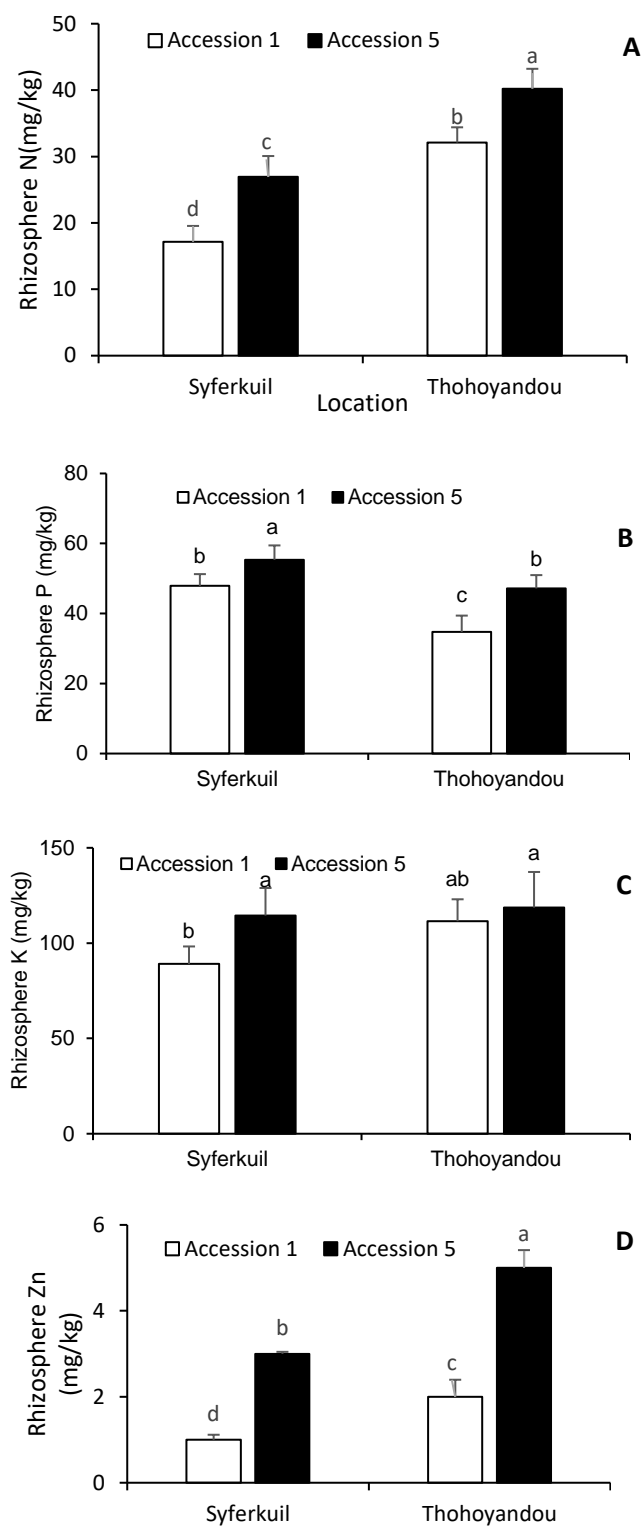 50
Accession 1
Accession 5
A
a
40
b
c
30
d
20
10
0
Rhizosphere N(mg/kg)
Syferkuil
Thohoyandou
Location
80
Accession 1
Accession 5
B
a
b
b
60
c
40
20
0
Rhizosphere P (mg/kg)
Syferkuil
Thohoyandou
150
Accession 1
Accession 5
C
a
ab
a
b
100
50
0
Rhizosphere K (mg/kg)
Syferkuil
Thohoyandou
6
Accession 1
Accession 5
D
a
b
4
c
d
2
0
Rhizosphere Zn
(mg/kg)
Syferkuil
Thohoyandou